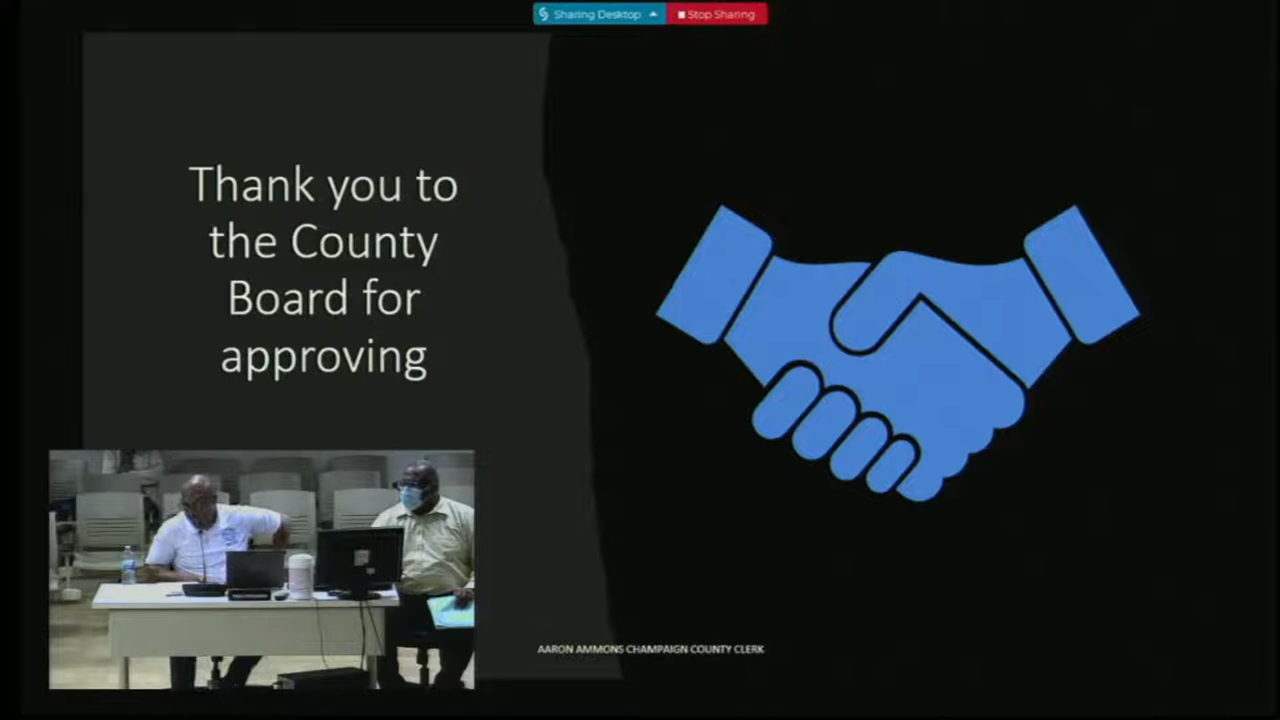 Sharing Desktop
Stop Sharing
Thank you to
the County
Board for
approving
AARON AMMONS CHAMPAIGN COUNTY CLERK